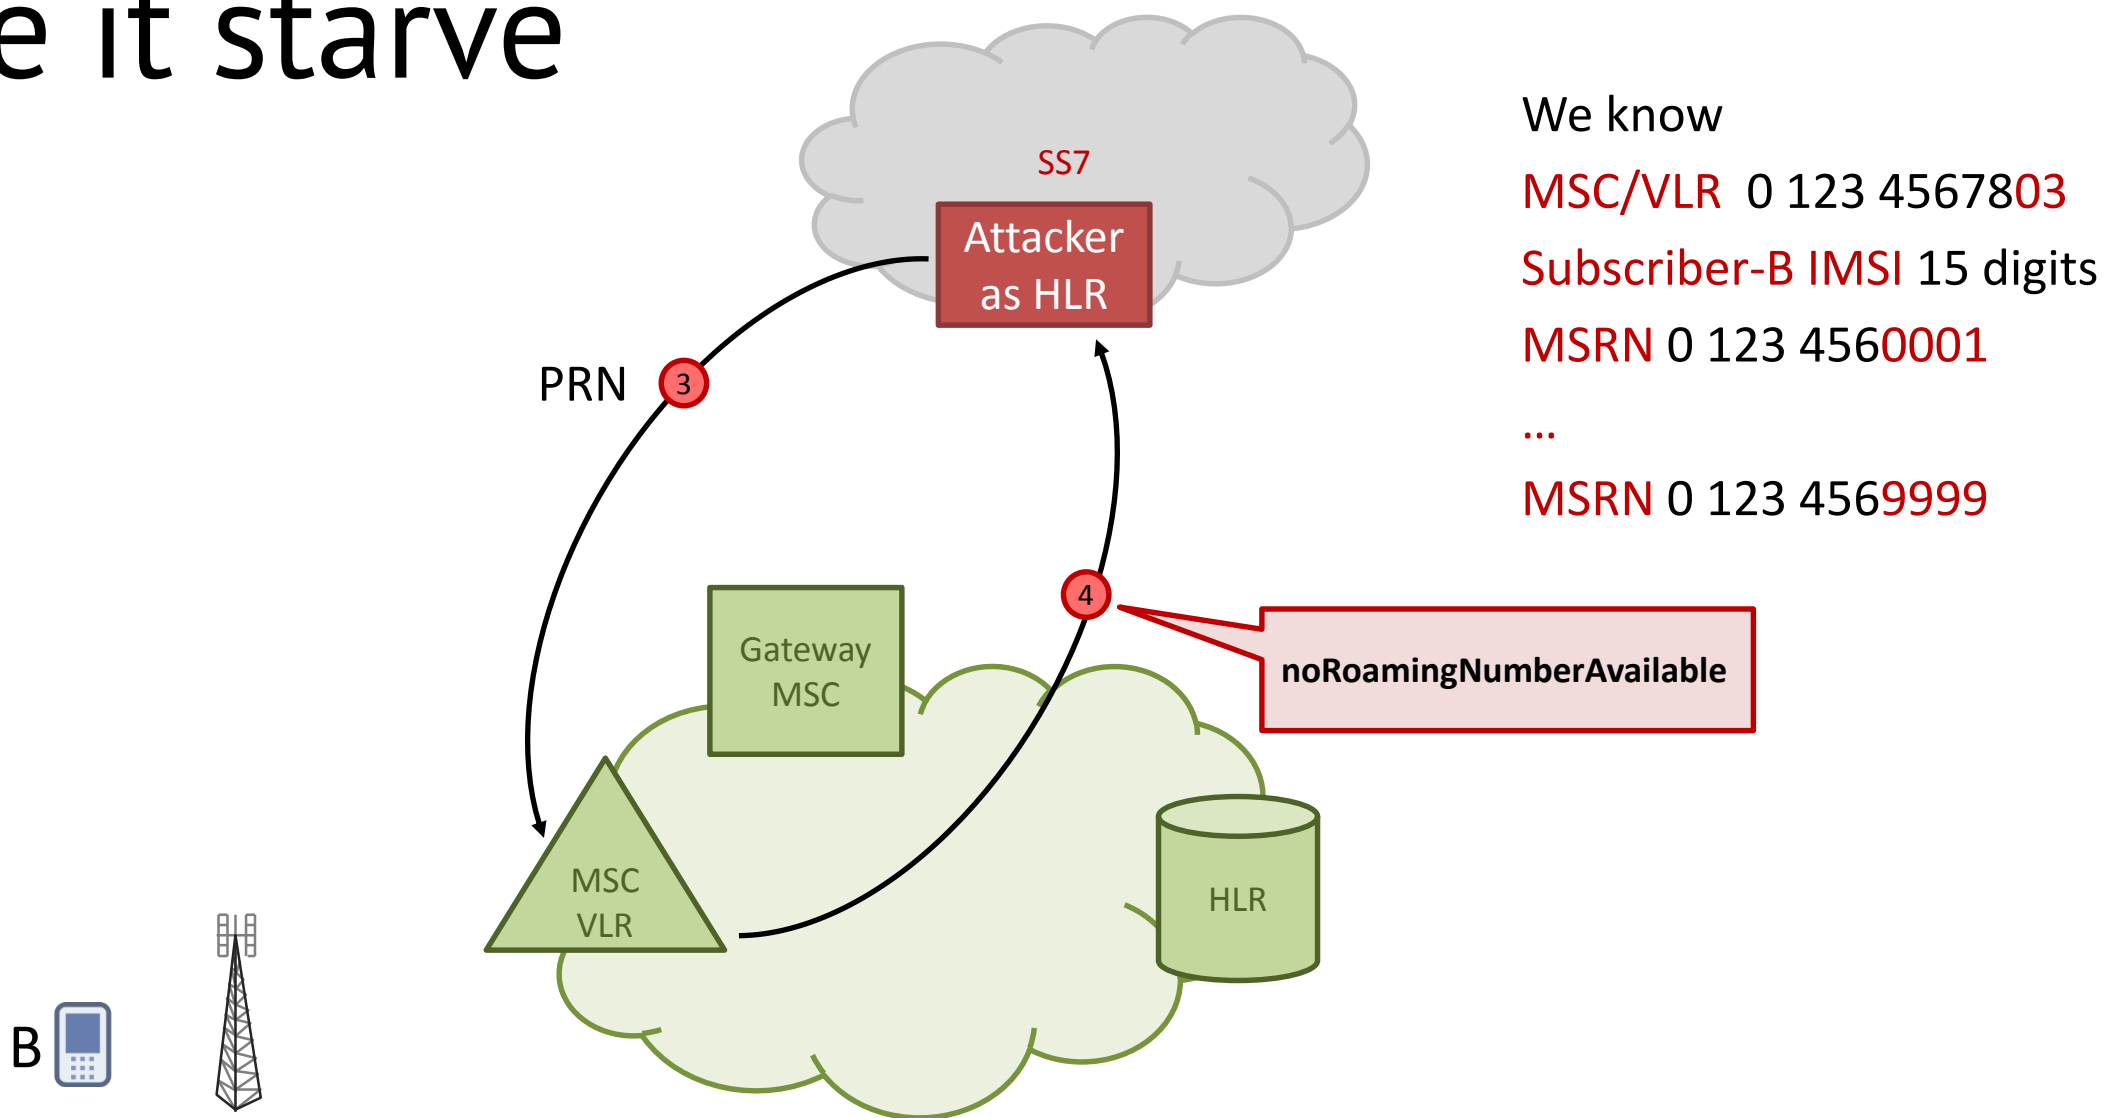 e it starve
SS7
Attacker
as HLR
We know
MSC/VLR 0 123 4567803
Subscriber-B IMSI 15 digits
MSRN 0 123 4560001
...
MSRN 0 123 4569999
PRN
3
4
noRoamingNumberAvailable
Gateway
MSC
MSC
VLR
HLR
B